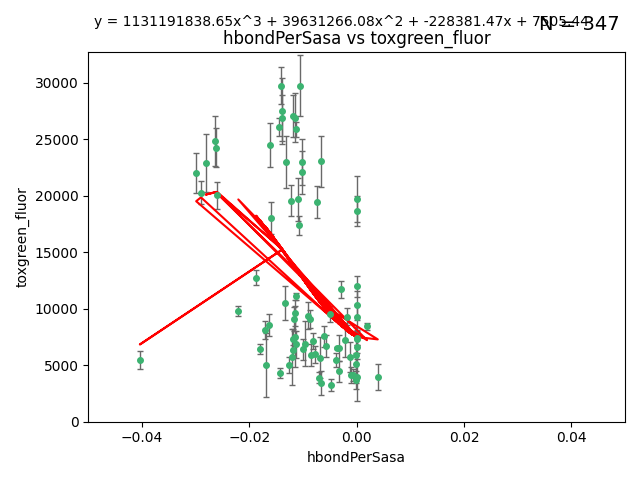 y = 1131191838.65x^3 + 39631266.08x^2 + -228381.47x + 7505.44
N = 347
hbondPerSasa vs toxgreen_fluor
30000
25000
20000
15000
10000
5000
0
toxgreen_fluor
−0.04
−0.02
0.00
0.02
0.04
hbondPerSasa